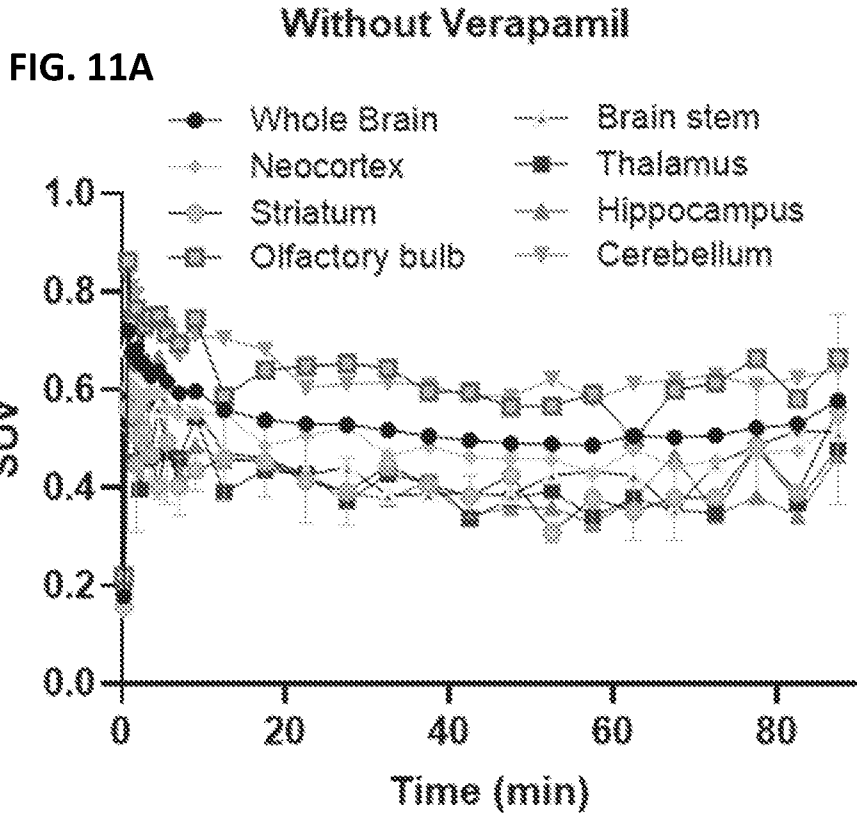 Without Verapamil
FIG. 11A
Whole Brain
Brain stem
Neocortex
Thalamus
Striatum
Hippocampus
Olfactory bulb
Cerebellum
1.0
0.8
0.6
0.4
0.2
0.0
SUV
0 20 40 60 80
Time (min)